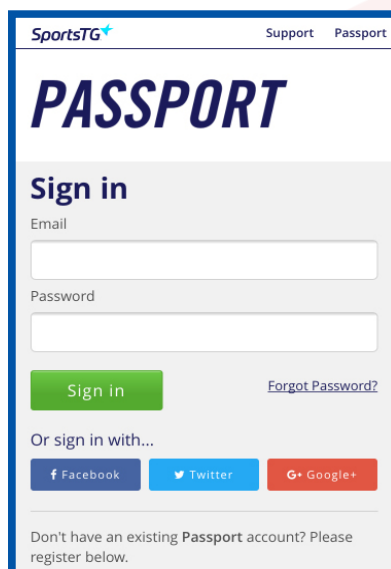 SportsTG Support Passport
PASSPORT
Sign in
Email
Password
Sign in Forgot Password?
Or sign in with...
f Facebook Twitter G+ Google+
Don't have an existing Passport account? Please
register below.